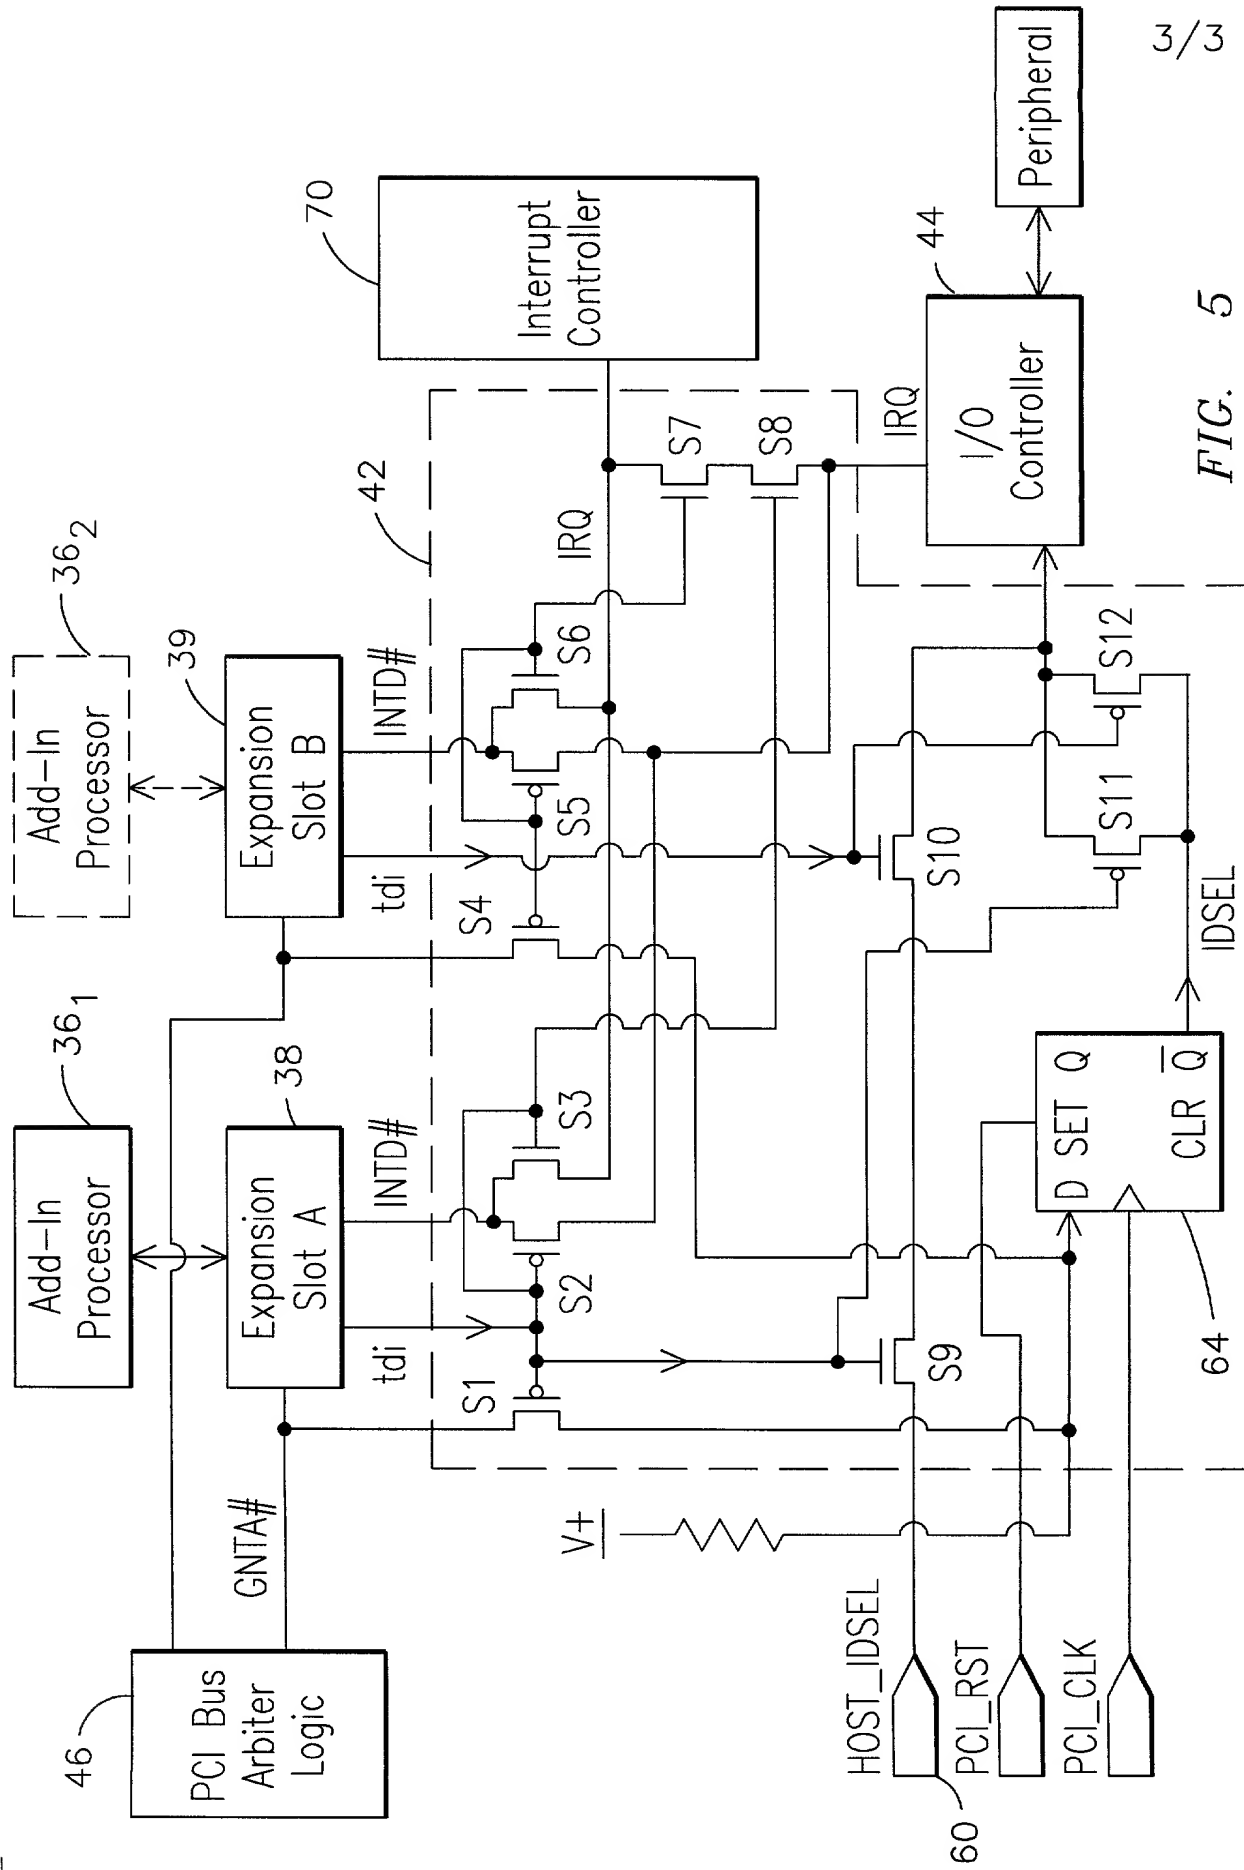 3/3
46
PCI Bus
Arbiter
Logic
GNTA#
Add-In
Processor
36₁
Expansion
Slot A
38
tdi
INTD#
Add-In
Processor
36₂
Expansion
Slot B
39
tdi
INTD#
42
S1
S2
S3
S4
S5
S6
IRQ
S7
S8
70
Interrupt
Controller
V+
S9
S10
S11
S12
IRQ
44
I/O
Controller
Peripheral
HOST_IDSEL
60
PCI_RST
PCI_CLK
D SET Q
CLR Q̅
64
IDSEL
FIG. 5